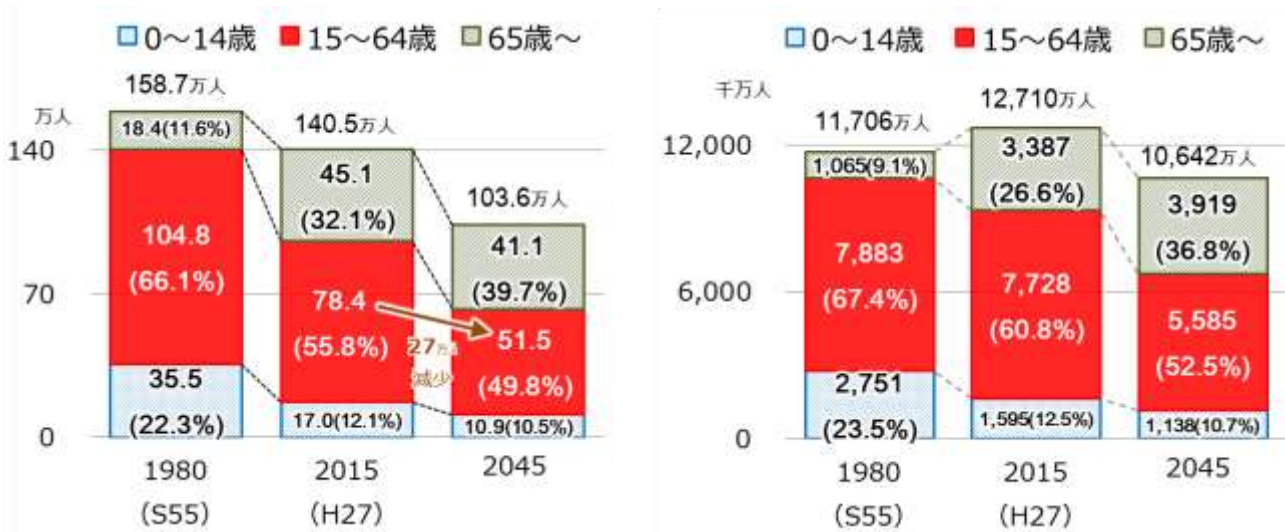 0～14歳 15～64歳 65歳～
158.7万人
万人
18.4(11.6%)
140.5万人
140
45.1
(32.1%)
103.6万人
104.8
(66.1%)
41.1
(39.7%)
70
78.4
(55.8%)
27万人
減少
51.5
(49.8%)
35.5
(22.3%)
17.0(12.1%)
10.9(10.5%)
0
1980
(S55)
2015
(H27)
2045
0～14歳 15～64歳 65歳～
千万人
11,706万人
12,710万人
12,000
1,065(9.1%)
3,387
(26.6%)
10,642万人
3,919
(36.8%)
7,883
(67.4%)
7,728
(60.8%)
6,000
5,585
(52.5%)
2,751
(23.5%)
1,595(12.5%)
1,138(10.7%)
0
1980
(S55)
2015
(H27)
2045